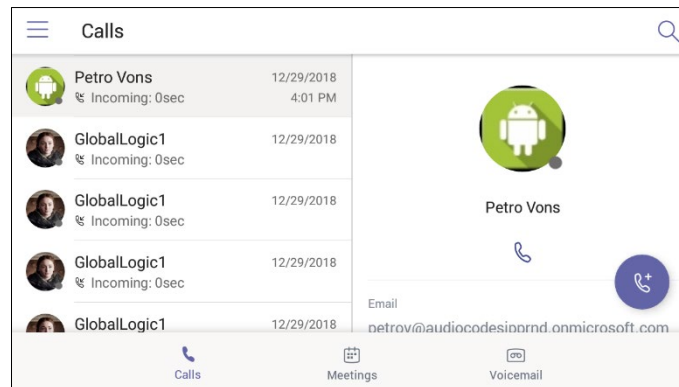 Calls
Petro Vons 12/29/2018
Incoming: 0sec 4:01 PM
GlobalLogic1 12/29/2018
Incoming: 0sec
GlobalLogic1 12/29/2018
Incoming: 0sec
GlobalLogic1 12/29/2018
Incoming: 0sec
GlobalLogic1 12/29/2018
Petro Vons
Email
petrov@audiocodesipprnd.onmicrosoft.com
Calls Meetings Voicemail